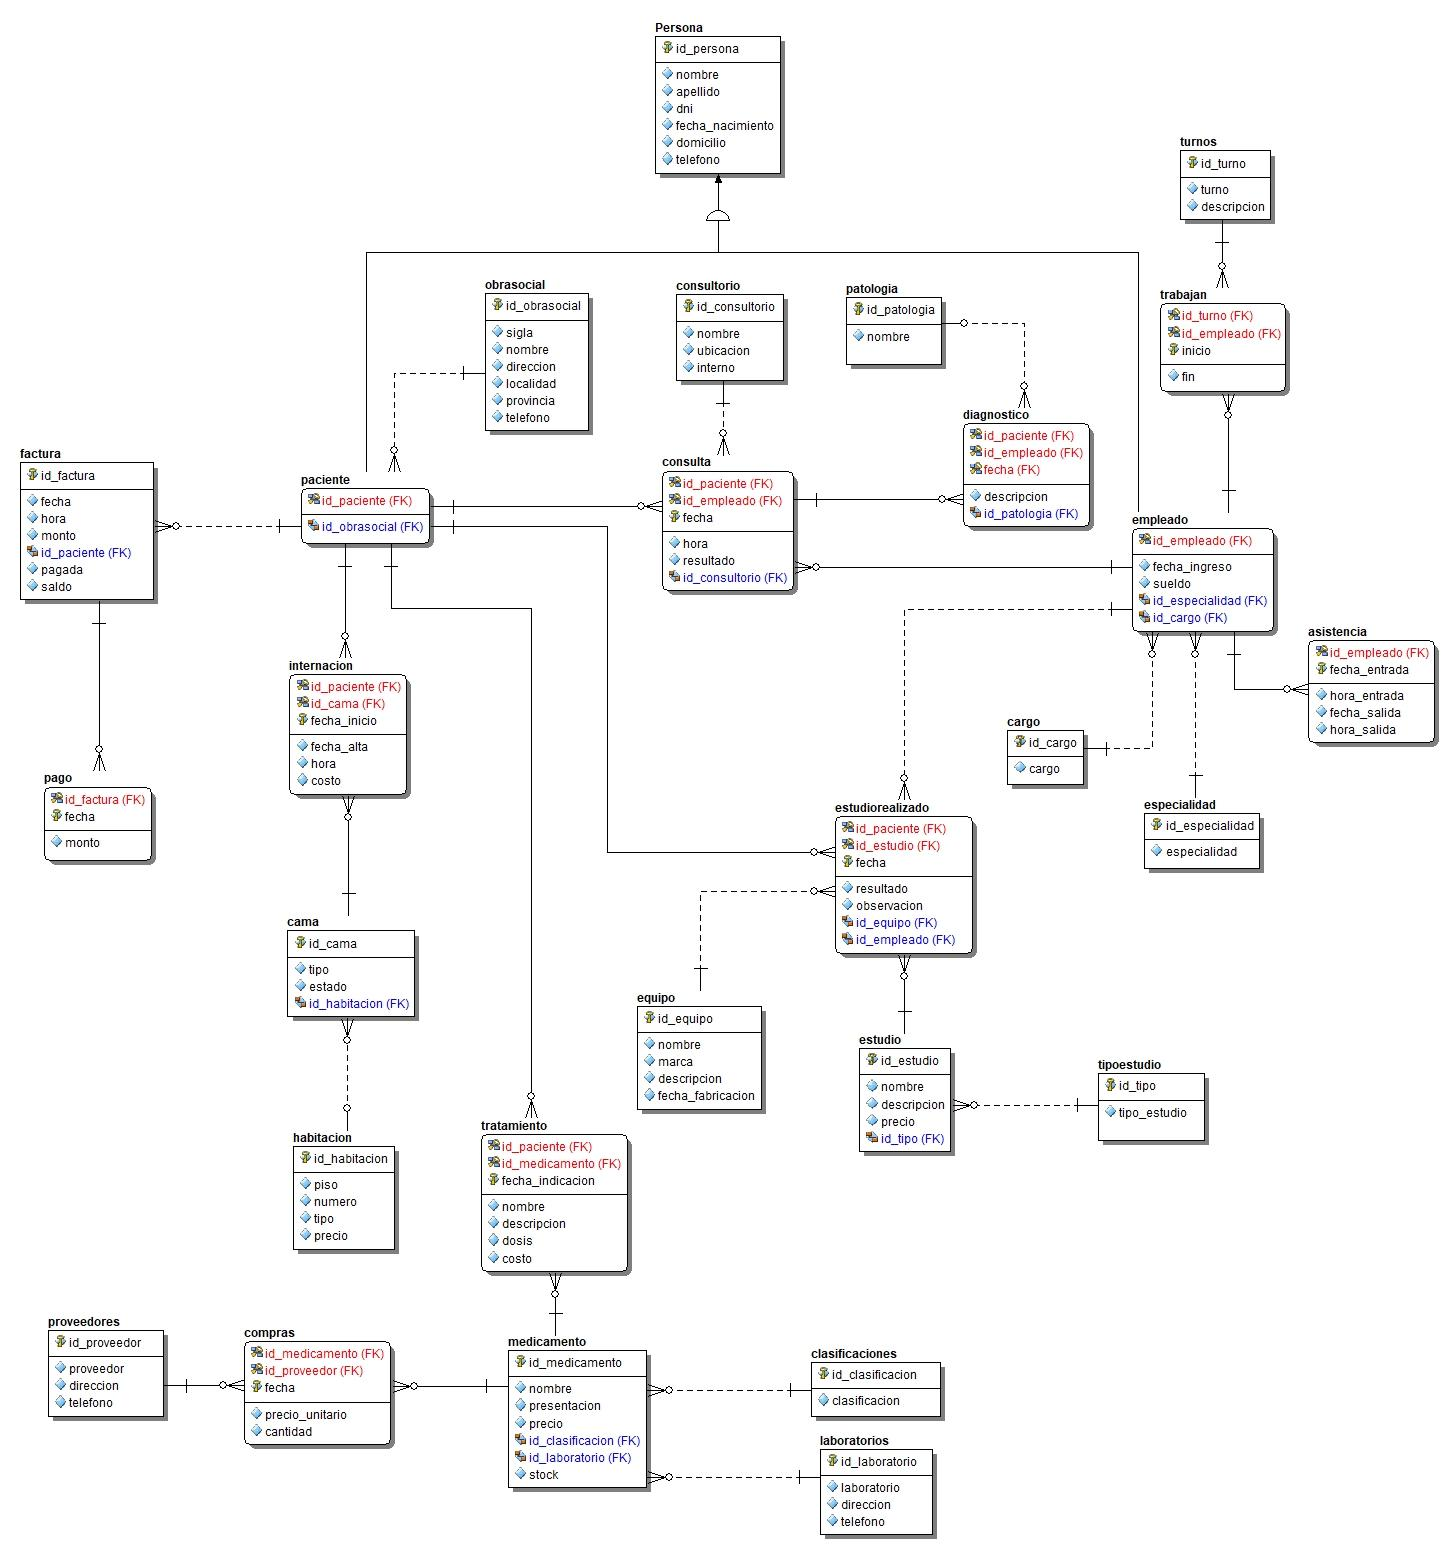 Persona
id_persona
nombre
apellido
dni
fecha_nacimiento
domicilio
telefono
turnos
id_turno
turno
descripcion
obrasocial
id_obrasocial
sigla
nombre
direccion
localidad
provincia
telefono
consultorio
id_consultorio
nombre
ubicacion
interno
patologia
id_patologia
nombre
trabajan
id_turno (FK)
id_empleado (FK)
inicio
fin
diagnostico
id_paciente (FK)
id_empleado (FK)
fecha (FK)
descripcion
id_patologia (FK)
factura
id_factura
fecha
hora
monto
id_paciente (FK)
pagada
saldo
paciente
id_paciente (FK)
id_obrasocial (FK)
consulta
id_paciente (FK)
id_empleado (FK)
fecha
hora
resultado
id_consultorio (FK)
empleado
id_empleado (FK)
fecha_ingreso
sueldo
id_especialidad (FK)
id_cargo (FK)
asistencia
id_empleado (FK)
fecha_entrada
hora_entrada
fecha_salida
hora_salida
internacion
id_paciente (FK)
id_cama (FK)
fecha_inicio
fecha_alta
hora
costo
cargo
id_cargo
cargo
pago
id_factura (FK)
fecha
monto
estudiorealizado
id_paciente (FK)
id_estudio (FK)
fecha
resultado
observacion
id_equipo (FK)
id_empleado (FK)
especialidad
id_especialidad
especialidad
cama
id_cama
tipo
estado
id_habitacion (FK)
equipo
id_equipo
nombre
marca
descripcion
fecha_fabricacion
estudio
id_estudio
nombre
descripcion
precio
id_tipo (FK)
tipoestudio
id_tipo
tipo_estudio
habitacion
id_habitacion
piso
numero
tipo
precio
tratamiento
id_paciente (FK)
id_medicamento (FK)
fecha_indicacion
nombre
descripcion
dosis
costo
proveedores
id_proveedor
proveedor
direccion
telefono
compras
id_medicamento (FK)
id_proveedor (FK)
fecha
precio_unitario
cantidad
medicamento
id_medicamento
nombre
presentacion
precio
id_clasificacion (FK)
id_laboratorio (FK)
stock
clasificaciones
id_clasificacion
clasificacion
laboratorios
id_laboratorio
laboratorio
direccion
telefono